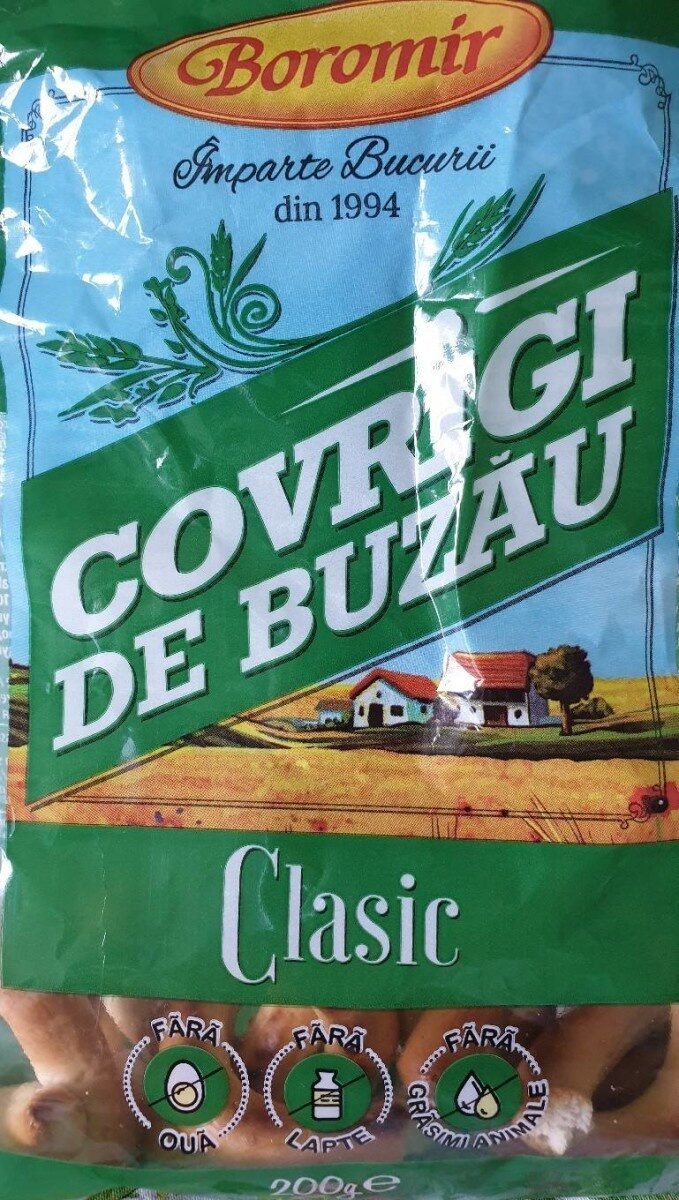 Boromir
Împarte Bucurii
din 1994
COVRIGI
DE BUZĂU
Clasic
FĂRĂ
OUĂ
FĂRĂ
LAPTE
FĂRĂ
GRĂSIMI ANIMALE
200g e